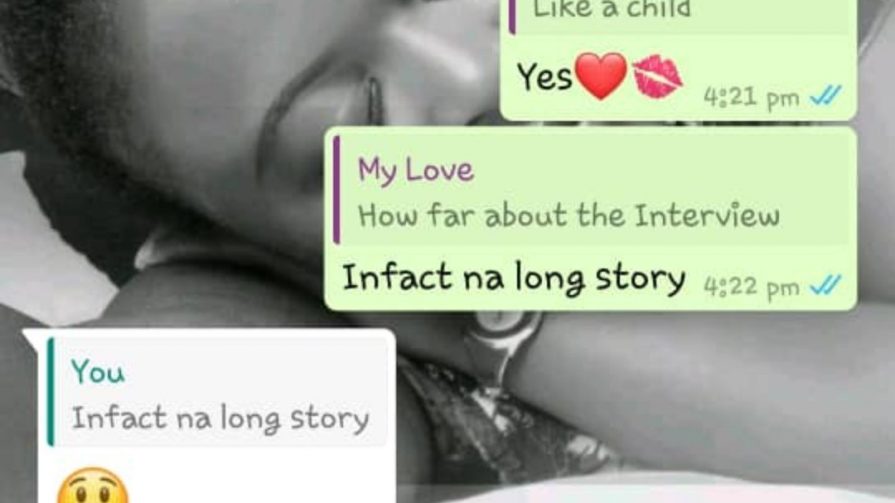 Like a child
Yes❤️💋
4:21 pm
My Love
How far about the Interview
Infact na long story 4:22 pm
You
Infact na long story
😳